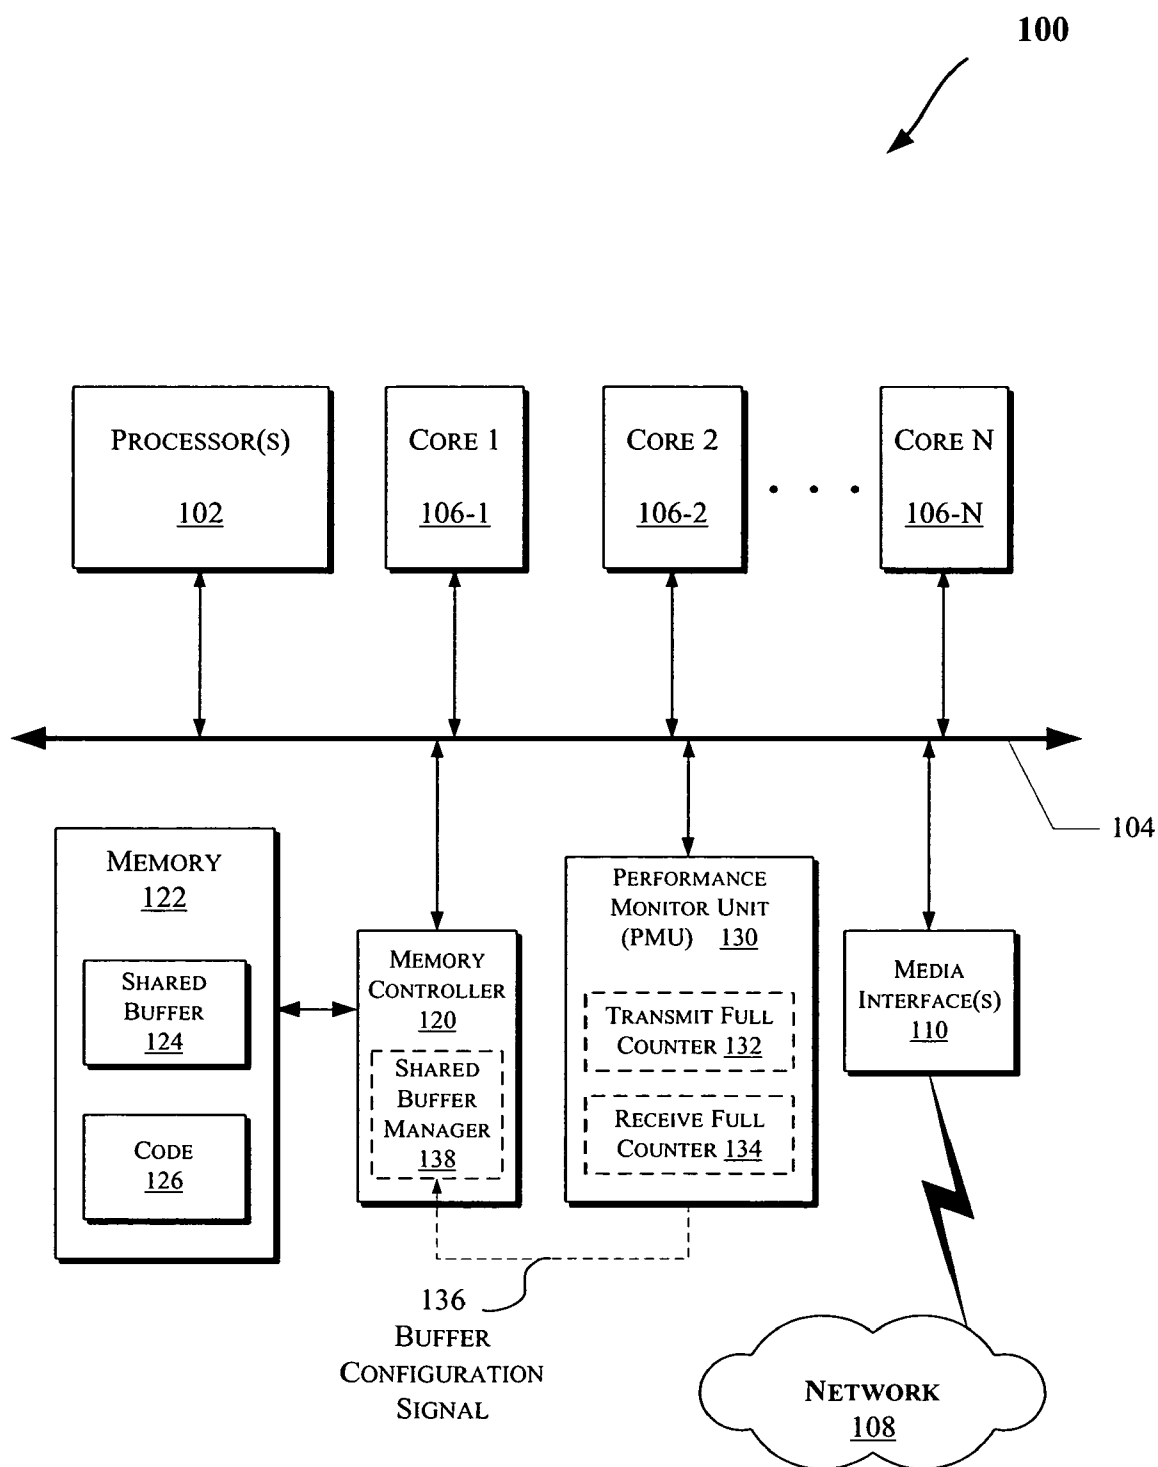 100
PROCESSOR(S)
102
CORE 1
106-1
CORE 2
106-2
. . .
CORE N
106-N
104
MEMORY
122
SHARED
BUFFER
124
CODE
126
MEMORY
CONTROLLER
120
SHARED
BUFFER
MANAGER
138
PERFORMANCE
MONITOR UNIT
(PMU) 130
TRANSMIT FULL
COUNTER 132
RECEIVE FULL
COUNTER 134
MEDIA
INTERFACE(S)
110
136
BUFFER
CONFIGURATION
SIGNAL
NETWORK
108